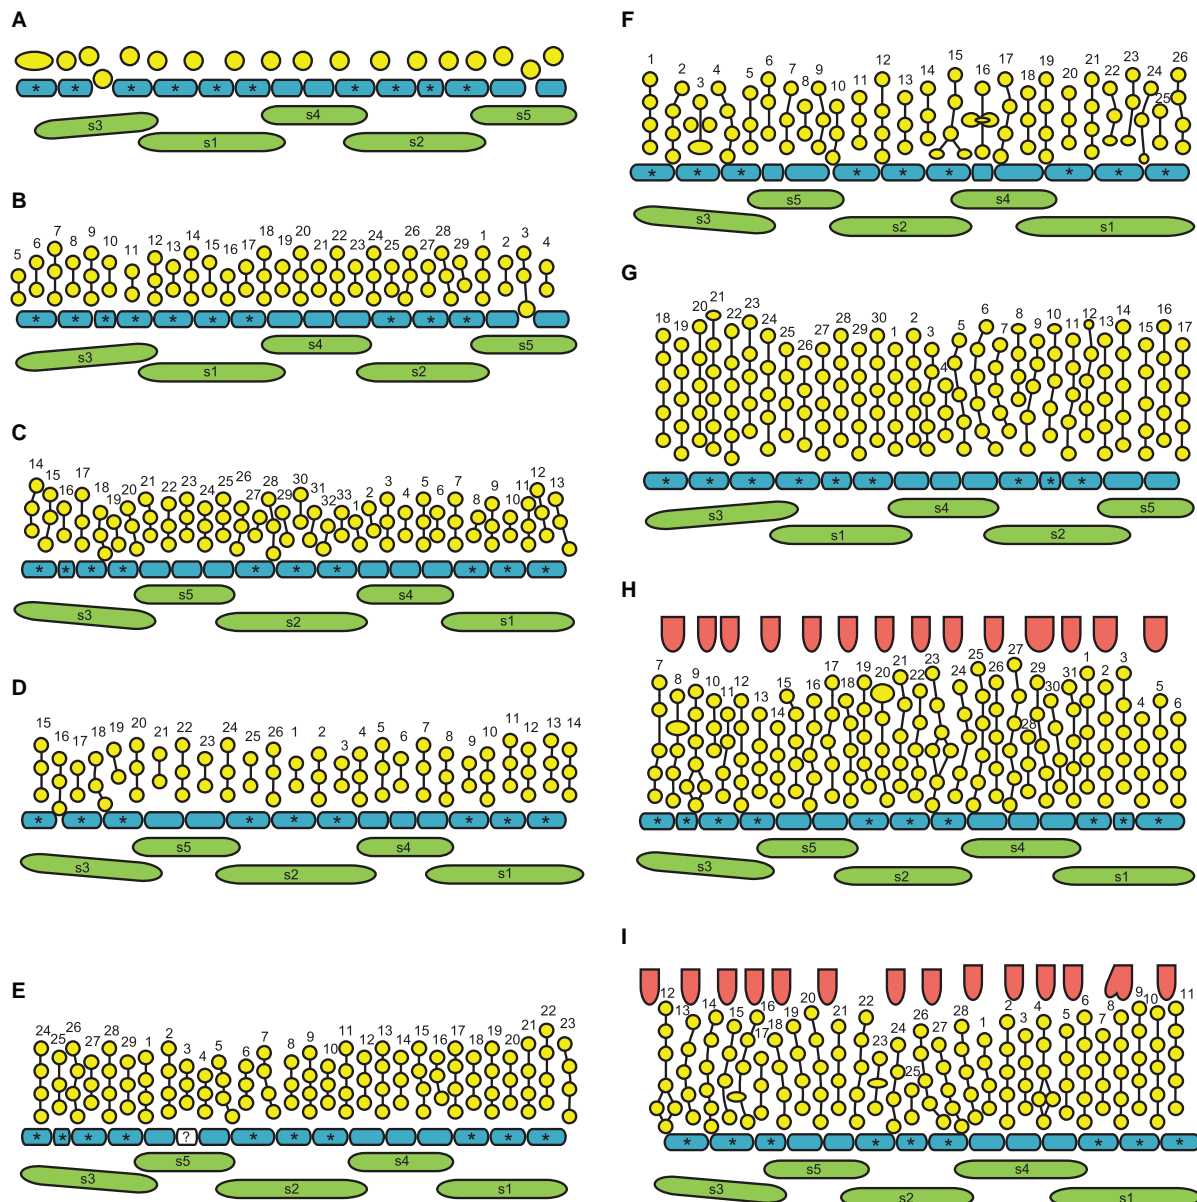 A
* * * * * * * * * *
s3 s1 s4 s2 s5
B
5 6 7 8 9 10 11 12 13 14 15 16 17 18 19 20 21 22 23 24 25 26 27 28 29 1 2 3 4
* * * * * * * * * *
s3 s1 s4 s2 s5
C
14 15 16 17 18 19 20 21 22 23 24 25 26 27 28 29 30 31 32 33 1 2 3 4 5 6 7 8 9 10 11 12 13
* * * * * * * * * *
s3 s5 s2 s4 s1
D
15 16 17 18 19 20 21 22 23 24 25 26 1 2 3 4 5 6 7 8 9 10 11 12 13 14
* * * * * * * * *
s3 s5 s2 s4 s1
E
24 25 26 27 28 29 1 2 3 4 5 6 7 8 9 10 11 12 13 14 15 16 17 18 19 20 21 22 23
* * * * ? * * * * * *
s3 s5 s2 s4 s1
F
1 2 3 4 5 6 7 8 9 10 11 12 13 14 15 16 17 18 19 20 21 22 23 24 25 26
* * * * * * * * *
s3 s5 s2 s4 s1
G
18 19 20 21 22 23 24 25 26 27 28 29 30 1 2 3 4 5 6 7 8 9 10 11 12 13 14 15 16 17
* * * * * * * * *
s3 s1 s4 s2 s5
H
7 8 9 10 11 12 13 14 15 16 17 18 19 20 21 22 23 24 25 26 27 28 29 30 31 1 2 3 4 5 6
* * * * * * * * * *
s3 s5 s2 s4 s1
I
12 13 14 15 16 17 18 19 20 21 22 23 24 25 26 27 28 1 2 3 4 5 6 7 8 9 10 11
* * * * * * * * *
s3 s5 s2 s4 s1